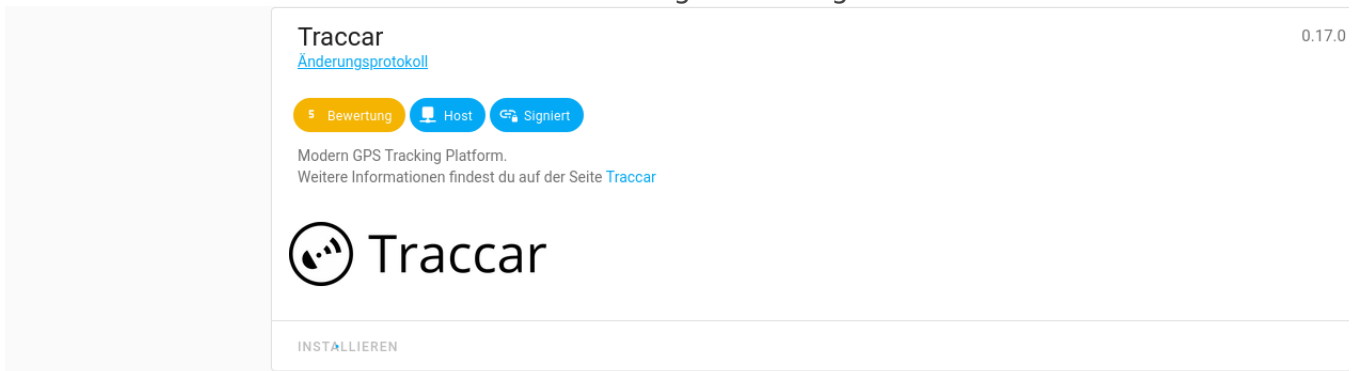 Traccar
0.17.0
Änderungsprotokoll
5 Bewertung Host Signiert
Modern GPS Tracking Platform.
Weitere Informationen findest du auf der Seite Traccar
Traccar
INSTALLIEREN